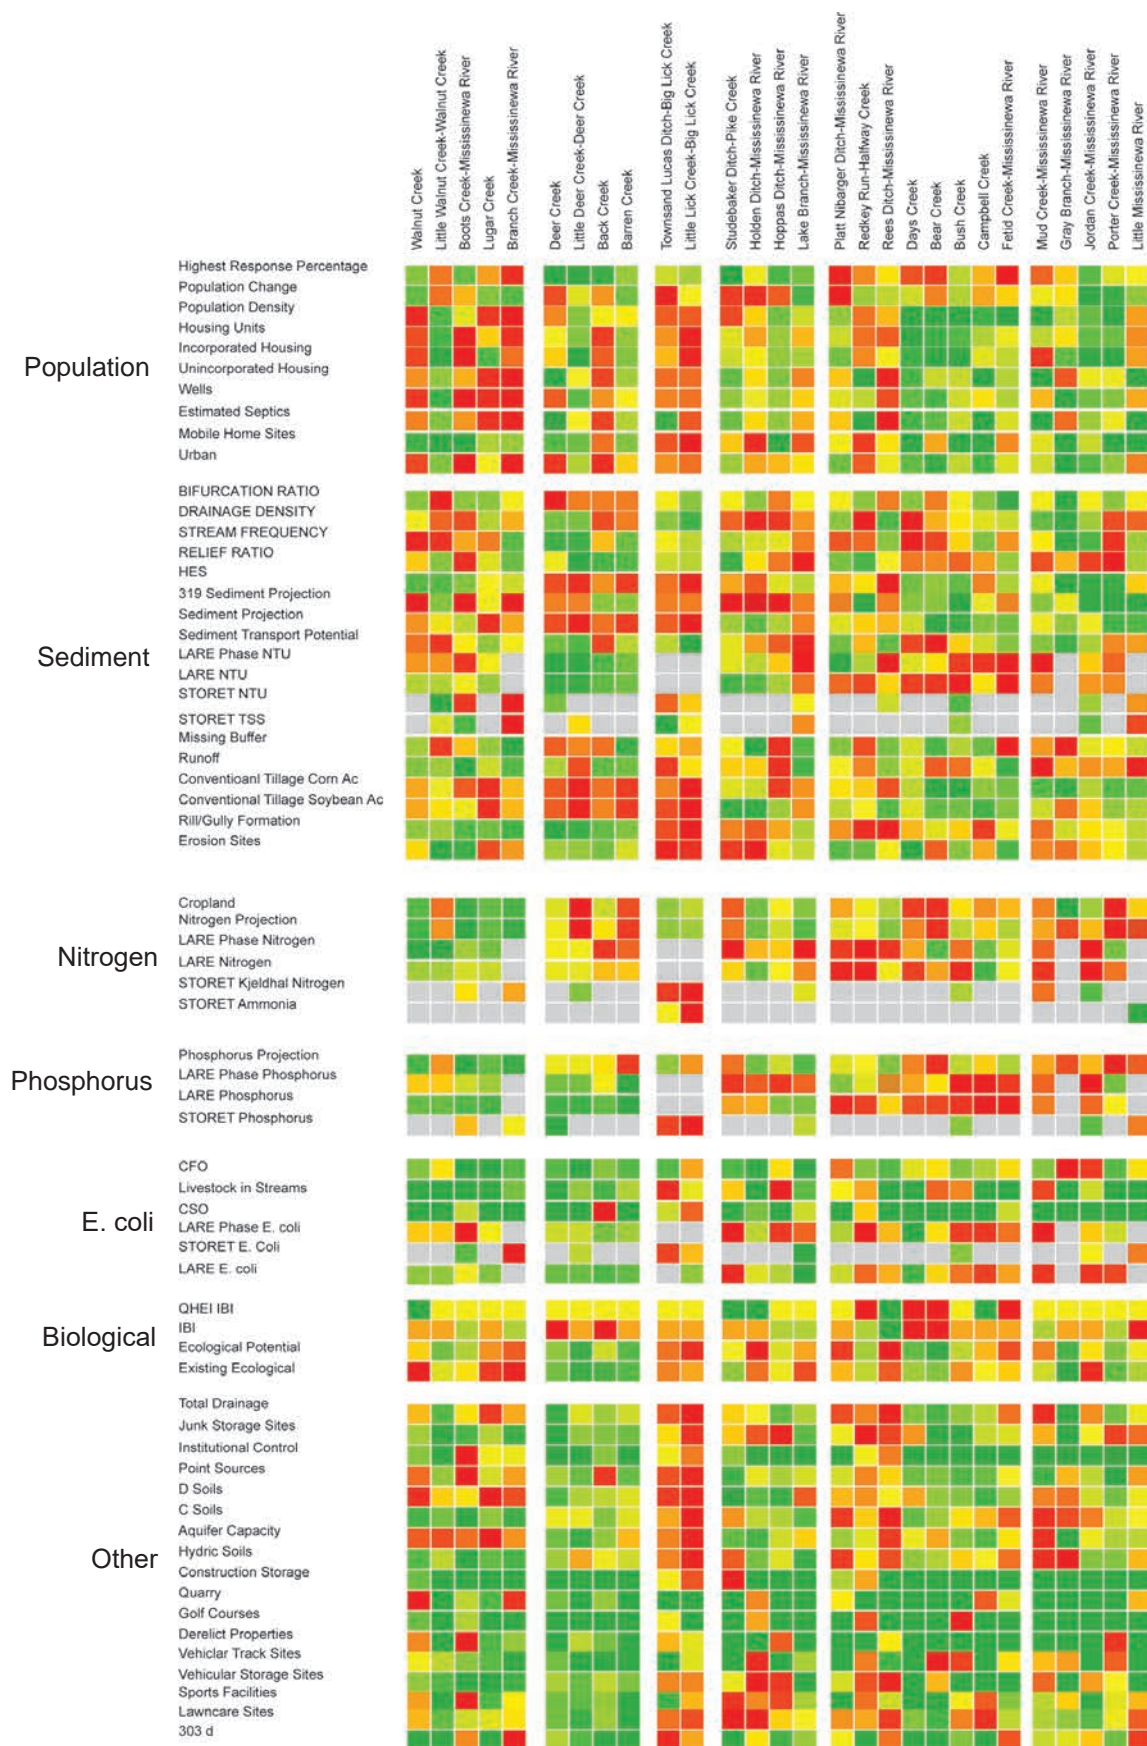 Walnut Creek
Little Walnut Creek-Walnut Creek
Boots Creek-Mississinewa River
Lugar Creek
Branch Creek-Mississinewa River
Deer Creek
Little Deer Creek-Deer Creek
Back Creek
Barren Creek
Townsand Lucas Ditch-Big Lick Creek
Little Lick Creek-Big Lick Creek
Studebaker Ditch-Pike Creek
Holden Ditch-Mississinewa River
Hoppas Ditch-Mississinewa River
Lake Branch-Mississinewa River
Platt Nibarger Ditch-Mississinewa River
Redkey Run-Halfway Creek
Rees Ditch-Mississinewa River
Days Creek
Bear Creek
Bush Creek
Campbell Creek
Fetid Creek-Mississinewa River
Mud Creek-Mississinewa River
Gray Branch-Mississinewa River
Jordan Creek-Mississinewa River
Porter Creek-Mississinewa River
Little Mississinewa River
Population
Highest Response Percentage
Population Change
Population Density
Housing Units
Incorporated Housing
Unincorporated Housing
Wells
Estimated Septics
Mobile Home Sites
Urban
Sediment
BIFURCATION RATIO
DRAINAGE DENSITY
STREAM FREQUENCY
RELIEF RATIO
HES
319 Sediment Projection
Sediment Projection
Sediment Transport Potential
LARE Phase NTU
LARE NTU
STORET NTU
STORET TSS
Missing Buffer
Runoff
Conventioanl Tillage Corn Ac
Conventional Tillage Soybean Ac
Rill/Gully Formation
Erosion Sites
Nitrogen
Cropland
Nitrogen Projection
LARE Phase Nitrogen
LARE Nitrogen
STORET Kjeldhal Nitrogen
STORET Ammonia
Phosphorus
Phosphorus Projection
LARE Phase Phosphorus
LARE Phosphorus
STORET Phosphorus
E. coli
CFO
Livestock in Streams
CSO
LARE Phase E. coli
STORET E. Coli
LARE E. coli
Biological
QHEI IBI
IBI
Ecological Potential
Existing Ecological
Other
Total Drainage
Junk Storage Sites
Institutional Control
Point Sources
D Soils
C Soils
Aquifer Capacity
Hydric Soils
Construction Storage
Quarry
Golf Courses
Derelict Properties
Vehiclar Track Sites
Vehicular Storage Sites
Sports Facilities
Lawncare Sites
303 d